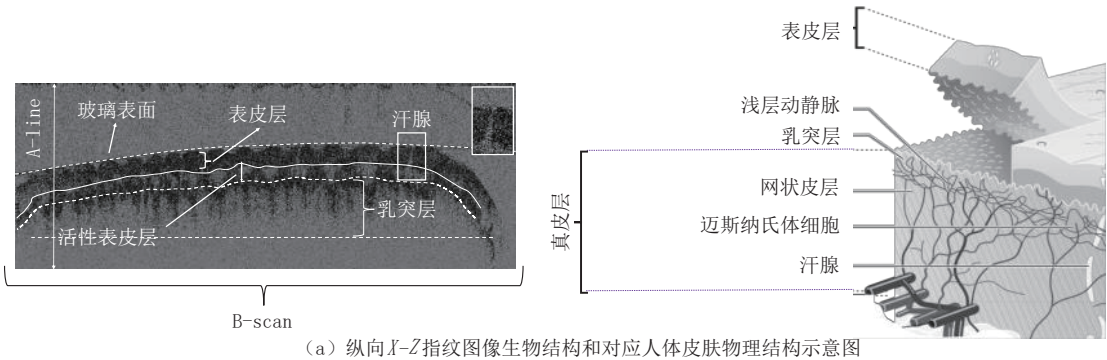 A-line
玻璃表面
表皮层
汗腺
乳突层
活性表皮层
B-scan
表皮层
浅层动静脉
乳突层
网状皮层
迈斯纳氏体细胞
汗腺
真皮层
（a）纵向X-Z指纹图像生物结构和对应人体皮肤物理结构示意图